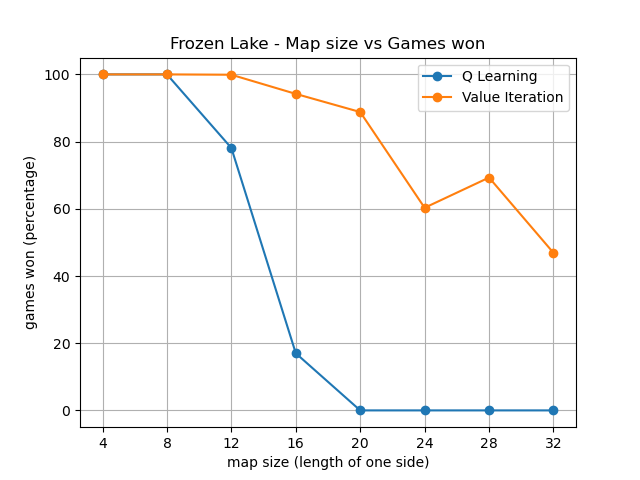 Frozen Lake - Map size vs Games won
Q Learning
Value Iteration
games won (percentage)
100
80
60
40
20
0
4 8 12 16 20 24 28 32
map size (length of one side)